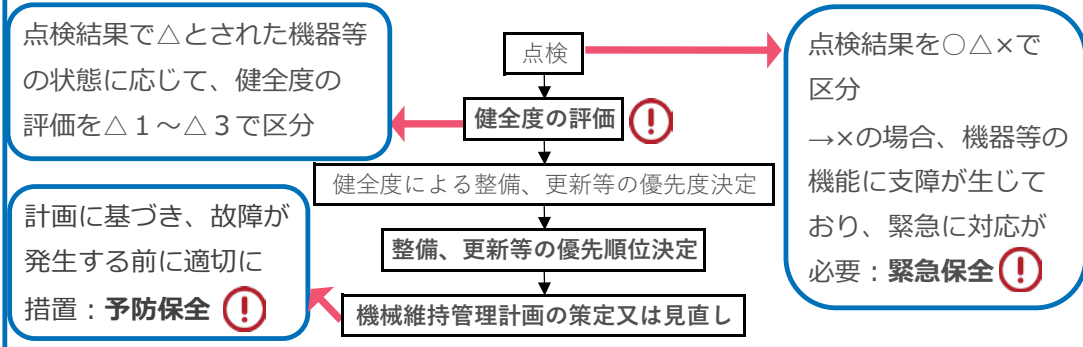 点検結果で△とされた機器等
の状態に応じて、健全度の
評価を△１～△３で区分
計画に基づき、故障が
発生する前に適切に
措置：予防保全
点検
健全度の評価
健全度による整備、更新等の優先度決定
整備、更新等の優先順位決定
機械維持管理計画の策定又は見直し
点検結果を○△×で
区分
→×の場合、機器等の
機能に支障が生じて
おり、緊急に対応が
必要：緊急保全